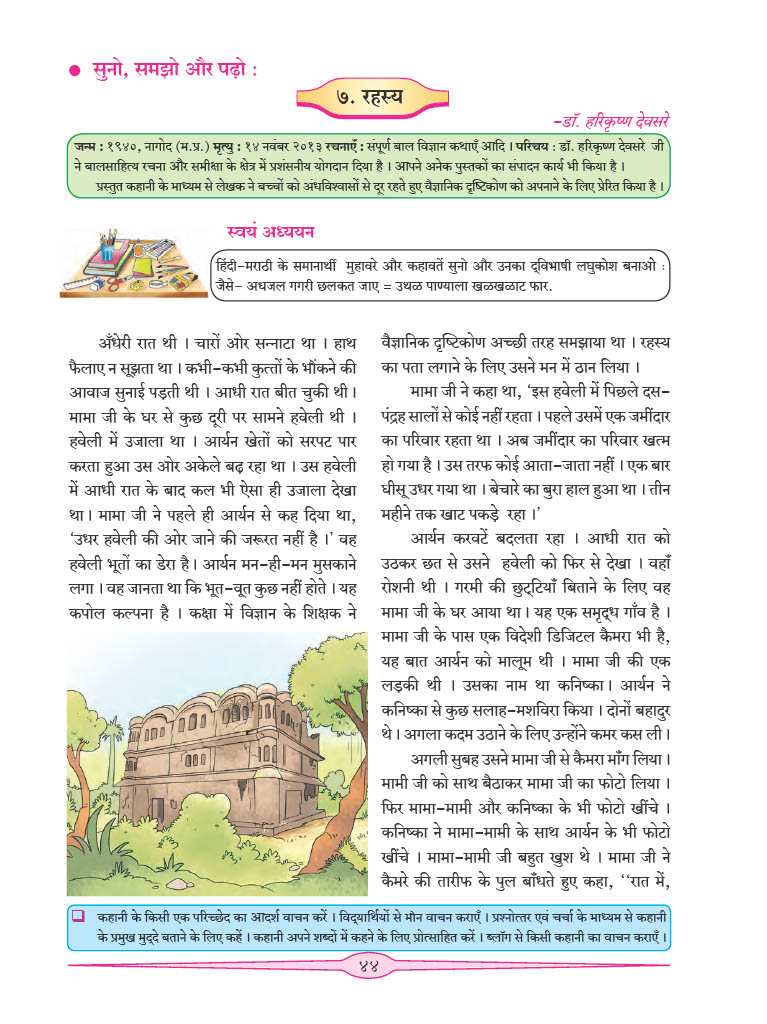 ● सुनो, समझो और पढ़ो :
७. रहस्य
-डॉ. हरिकृष्ण देवसरे
जन्म : १९४०, नागोद (म.प्र.) मृत्यु : १४ नवंबर २०१३ रचनाएँ : संपूर्ण बाल विज्ञान कथाएँ आदि । परिचय : डॉ. हरिकृष्ण देवसरे जी
ने बालसाहित्य रचना और समीक्षा के क्षेत्र में प्रशंसनीय योगदान दिया है । आपने अनेक पुस्तकों का संपादन कार्य भी किया है ।
प्रस्तुत कहानी के माध्यम से लेखक ने बच्चों को अंधविश्वासों से दूर रहते हुए वैज्ञानिक दृष्टिकोण को अपनाने के लिए प्रेरित किया है ।
स्वयं अध्ययन
हिंदी-मराठी के समानार्थी मुहावरे और कहावतें सुनो और उनका द्‌विभाषी लघुकोश बनाओ :
जैसे- अधजल गगरी छलकत जाए = उथळ पाण्याला खळखळाट फार.
अँधेरी रात थी । चारों ओर सन्नाटा था । हाथ
फैलाए न सूझता था । कभी-कभी कुत्तों के भौंकने की
आवाज सुनाई पड़ती थी । आधी रात बीत चुकी थी ।
मामा जी के घर से कुछ दूरी पर सामने हवेली थी ।
हवेली में उजाला था । आर्यन खेतों को सरपट पार
करता हुआ उस ओर अकेले बढ़ रहा था । उस हवेली
में आधी रात के बाद कल भी ऐसा ही उजाला देखा
था । मामा जी ने पहले ही आर्यन से कह दिया था,
‘उधर हवेली की ओर जाने की जरूरत नहीं है ।’ वह
हवेली भूतों का डेरा है । आर्यन मन-ही-मन मुसकाने
लगा । वह जानता था कि भूत-वूत कुछ नहीं होते । यह
कपोल कल्पना है । कक्षा में विज्ञान के शिक्षक ने
वैज्ञानिक दृष्टिकोण अच्छी तरह समझाया था । रहस्य
का पता लगाने के लिए उसने मन में ठान लिया ।
मामा जी ने कहा था, ‘इस हवेली में पिछले दस-
पंद्रह सालों से कोई नहीं रहता । पहले उसमें एक जमींदार
का परिवार रहता था । अब जमींदार का परिवार खत्म
हो गया है । उस तरफ कोई आता-जाता नहीं । एक बार
घीसू उधर गया था । बेचारे का बुरा हाल हुआ था । तीन
महीने तक खाट पकड़े रहा ।’
आर्यन करवटें बदलता रहा । आधी रात को
उठकर छत से उसने हवेली को फिर से देखा । वहाँ
रोशनी थी । गरमी की छुट्‌टियाँ बिताने के लिए वह
मामा जी के घर आया था । यह एक समृद्ध गाँव है ।
मामा जी के पास एक विदेशी डिजिटल कैमरा भी है,
यह बात आर्यन को मालूम थी । मामा जी की एक
लड़की थी । उसका नाम था कनिष्का । आर्यन ने
कनिष्का से कुछ सलाह-मशविरा किया । दोनों बहादुर
थे । अगला कदम उठाने के लिए उन्होंने कमर कस ली ।
अगली सुबह उसने मामा जी से कैमरा माँग लिया ।
मामी जी को साथ बैठाकर मामा जी का फोटो लिया ।
फिर मामा-मामी और कनिष्का के भी फोटो खींचे ।
कनिष्का ने मामा-मामी के साथ आर्यन के भी फोटो
खींचे । मामा-मामी जी बहुत खुश थे । मामा जी ने
कैमरे की तारीफ के पुल बाँधते हुए कहा, ‘‘रात में,
❑ कहानी के किसी एक परिच्छेद का आदर्श वाचन करें । विद्यार्थियों से मौन वाचन कराएँ । प्रश्नोत्तर एवं चर्चा के माध्यम से कहानी
के प्रमुख मुद्दे बताने के लिए कहें । कहानी अपने शब्दों में कहने के लिए प्रोत्साहित करें । ब्लॉग से किसी कहानी का वाचन कराएँ ।
४४